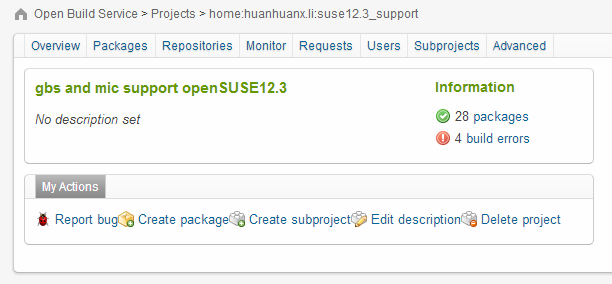 Open Build Service > Projects > home:huanhuanx.li:suse12.3_support
Overview Packages Repositories Monitor Requests Users Subprojects Advanced
gbs and mic support openSUSE12.3
No description set
Information
28 packages
4 build errors
My Actions
Report bug Create package Create subproject Edit description Delete project